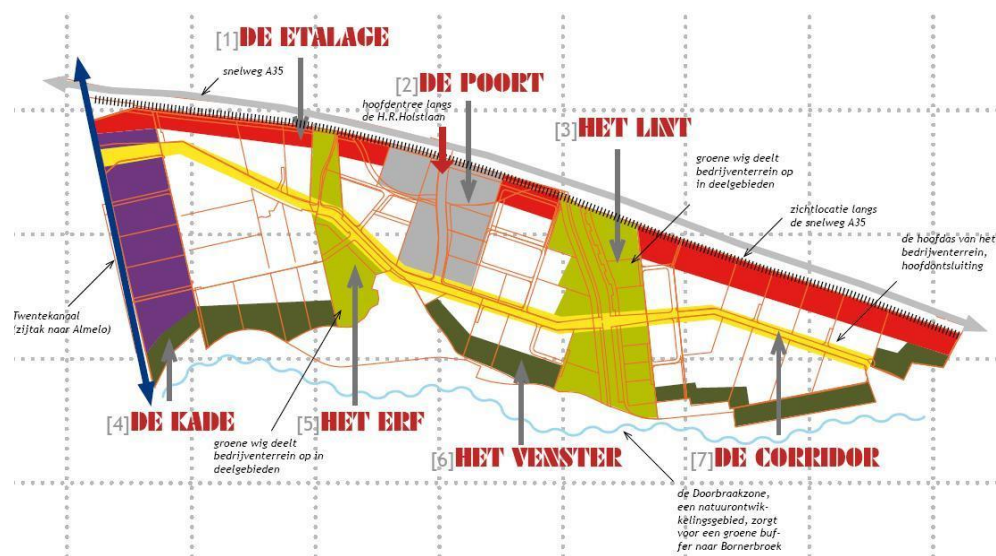 [1] DE ETALAGE
snelweg A35
[2] DE POORT
hoofdentree langs
de H.R.Holstlaan
[3] HET LINT
groene wig deelt
bedrijventerrein op
in deelgebieden
zichtlocatie langs
de snelweg A35
de hoofdas van het
bedrijventerrein,
hoofdontsluiting
Twentekanaal
(zijtak naar Almelo)
[4] DE KADE
groene wig deelt
bedrijventerrein op in
deelgebieden
[5] HET ERF
[6] HET VENSTER
[7] DE CORRIDOR
de Doorbraakzone,
een natuurontwik-
kelingsgebied, zorgt
voor een groene buf-
fer naar Bornerbroek